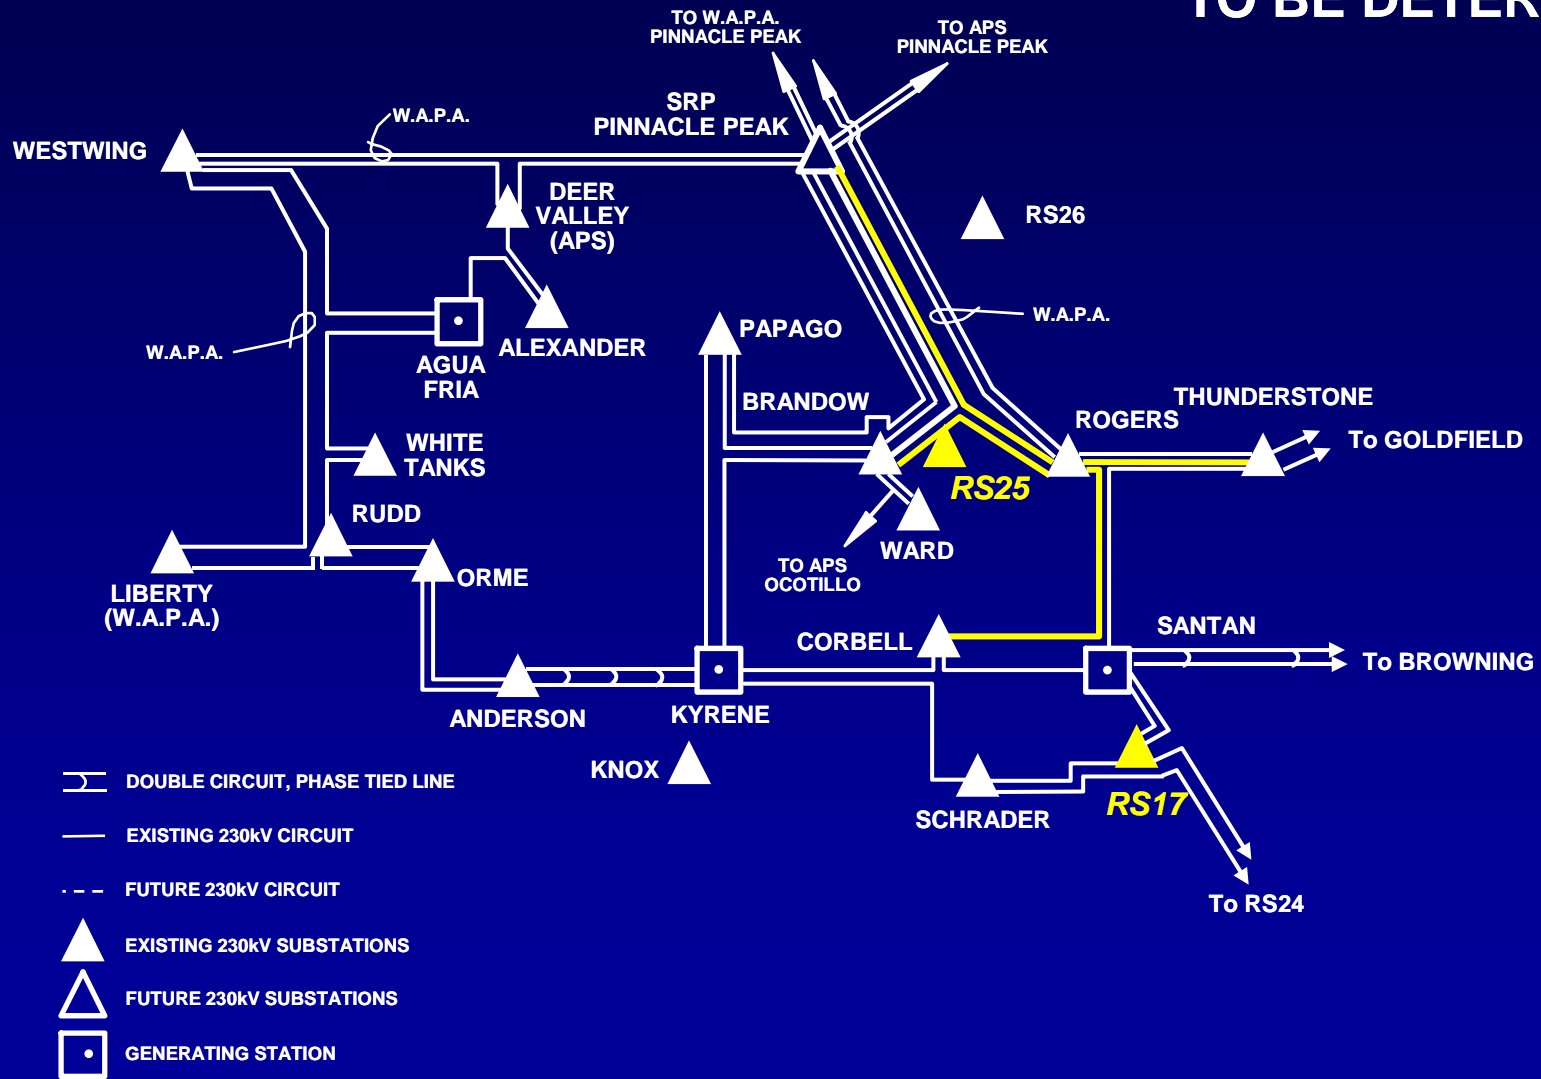 TO BE DETER
TO W.A.P.A.
PINNACLE PEAK
TO APS
PINNACLE PEAK
SRP
PINNACLE PEAK
W.A.P.A.
WESTWING
DEER
VALLEY
(APS)
RS26
W.A.P.A.
PAPAGO
ALEXANDER
W.A.P.A.
AGUA
FRIA
BRANDOW
THUNDERSTONE
ROGERS
To GOLDFIELD
WHITE
TANKS
RS25
RUDD
WARD
TO APS
OCOTILLO
ORME
LIBERTY
(W.A.P.A.)
CORBELL
SANTAN
To BROWNING
ANDERSON
KYRENE
KNOX
SCHRADER
RS17
To RS24
DOUBLE CIRCUIT, PHASE TIED LINE
EXISTING 230kV CIRCUIT
FUTURE 230kV CIRCUIT
EXISTING 230kV SUBSTATIONS
FUTURE 230kV SUBSTATIONS
GENERATING STATION